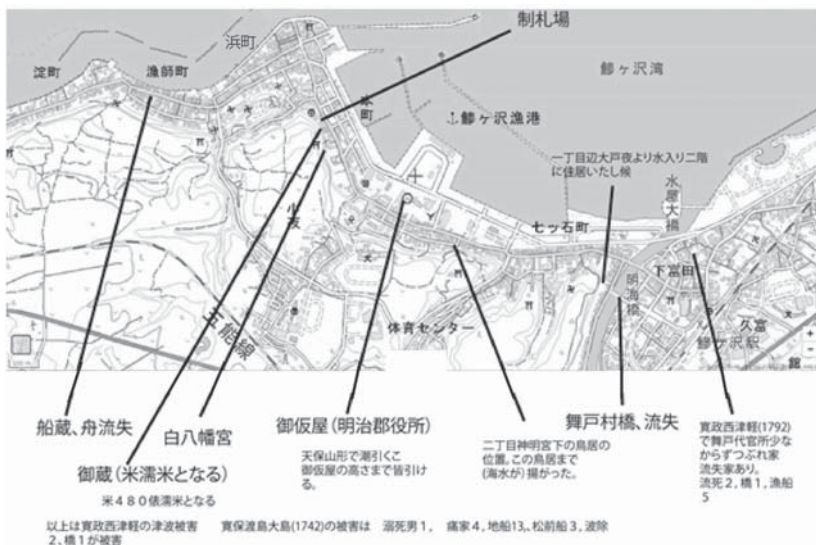 制札場
浜町
淀町
漁師町
本町
鰺ヶ沢湾
鰺ヶ沢漁港
一丁目辺大戸夜より水入り二階
に住居いたし候
水屋大橋
七ッ石町
下富田
明海橋
久富
鰺ヶ沢駅
館
体育センター
小夜
五能線
船蔵、舟流失
白八幡宮
御仮屋(明治郡役所)
舞戸村橋、流失
御蔵(米濡米となる)
米480俵濡米となる
天保山形で潮引くこ
御仮屋の高さまで皆引け
る。
二丁目神明宮下の鳥居の
位置。この鳥居まで
(海水が)揚がった。
寛政西津軽(1792)
で舞戸代官所少な
からずつぶれ家
流失家あり。
流死2,橋1,漁船
5
以上は寛政西津軽の津波被害
2、橋1が被害
寛保渡島大島(1742)の被害は 溺死男1, 痛家4,地船13,、松前船3,波除